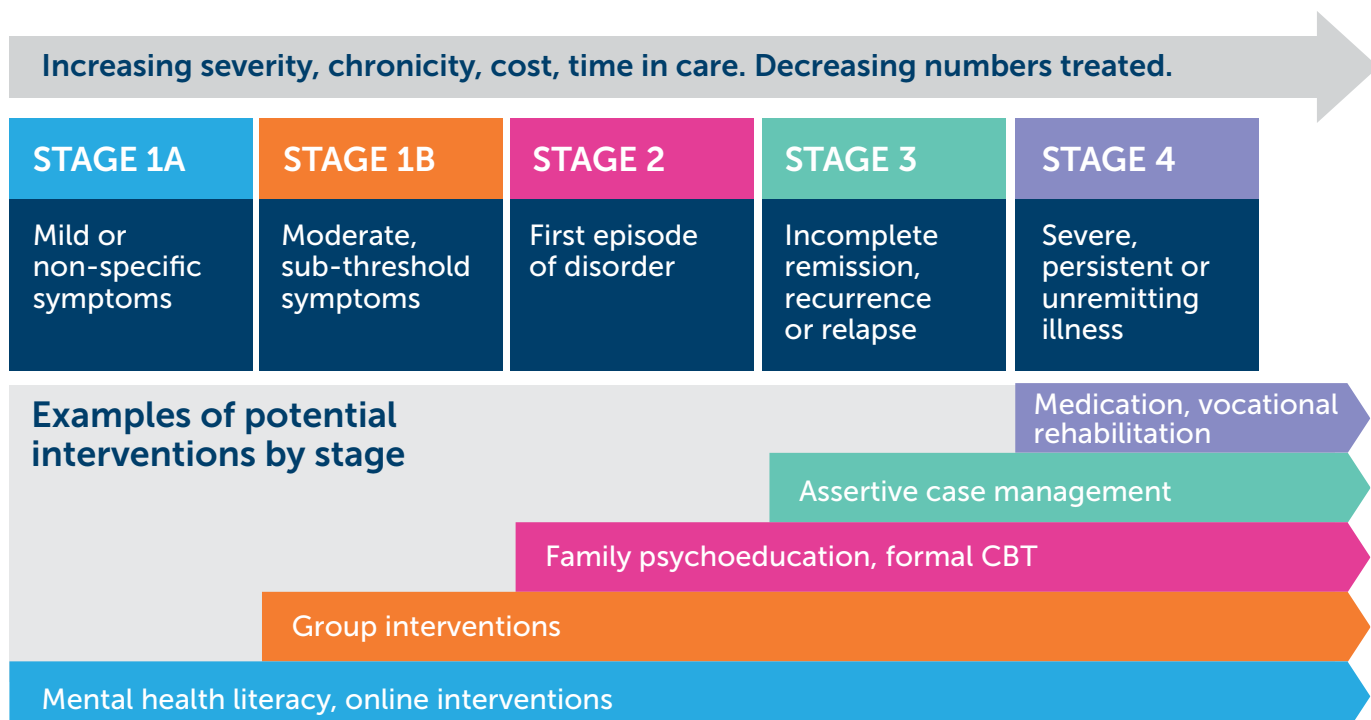 Increasing severity, chronicity, cost, time in care. Decreasing numbers treated.
STAGE 1A
Mild or
non-specific
symptoms
STAGE 1B
Moderate,
sub-threshold
symptoms
STAGE 2
First episode
of disorder
STAGE 3
Incomplete
remission,
recurrence
or relapse
STAGE 4
Severe,
persistent or
unremitting
illness
Examples of potential
interventions by stage
Medication, vocational
rehabilitation
Assertive case management
Family psychoeducation, formal CBT
Group interventions
Mental health literacy, online interventions